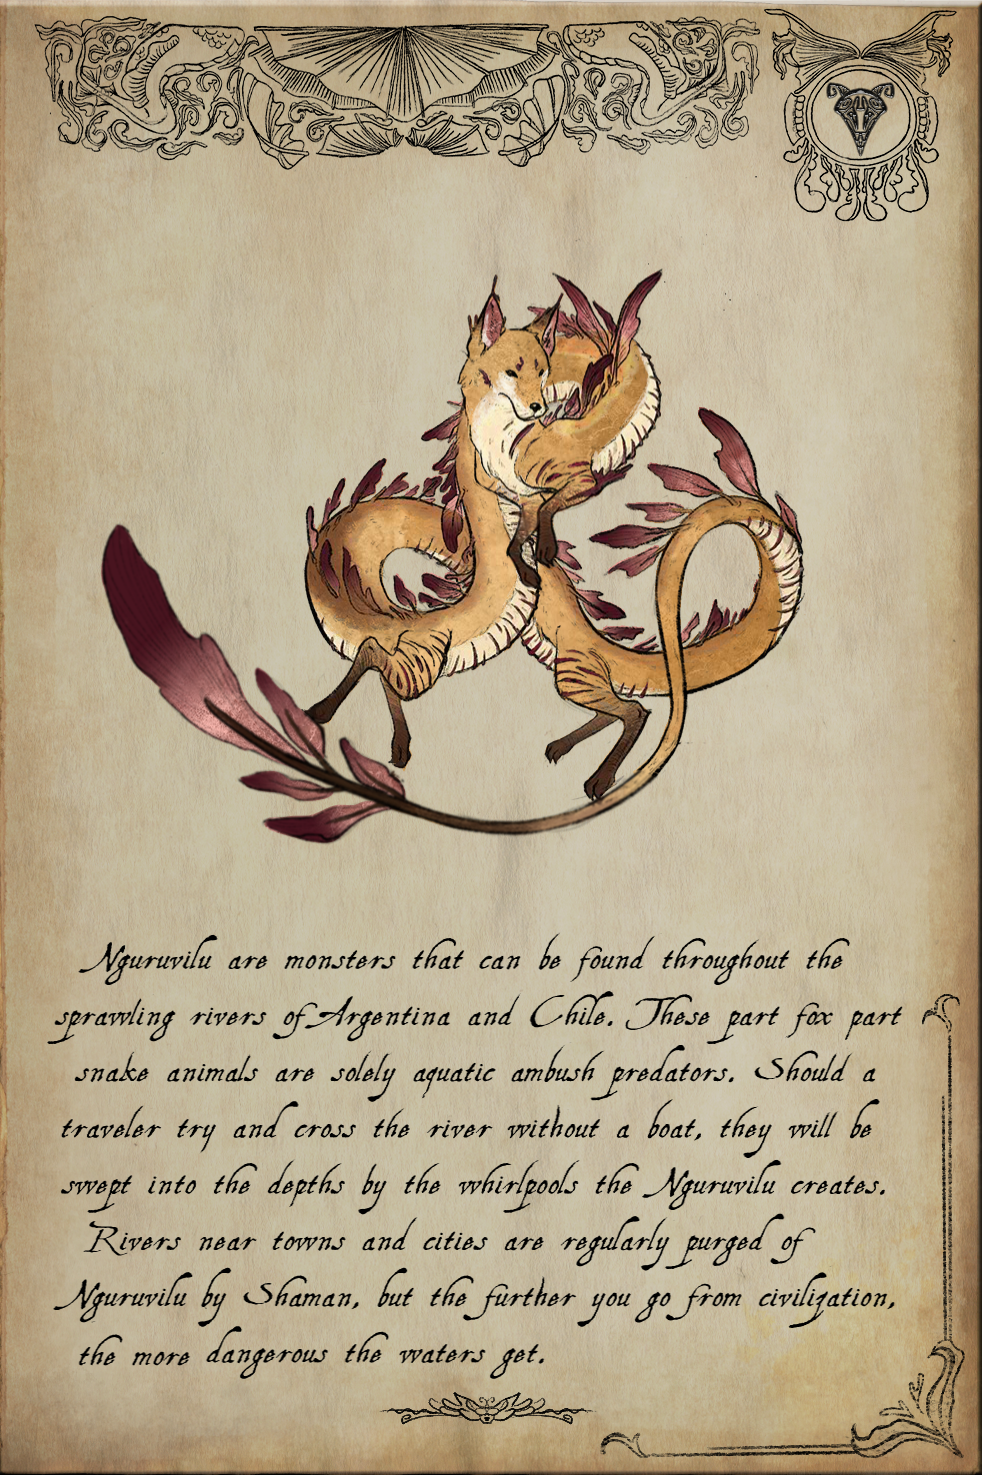 Nguruvilu are monsters that can be found throughout the
sprawling rivers of Argentina and Chile. These part fox part
snake animals are solely aquatic ambush predators. Should a
traveler try and cross the river without a boat, they will be
swept into the depths by the whirlpools the Nguruvilu creates.
Rivers near towns and cities are regularly purged of
Nguruvilu by Shaman, but the further you go from civilization,
the more dangerous the waters get.